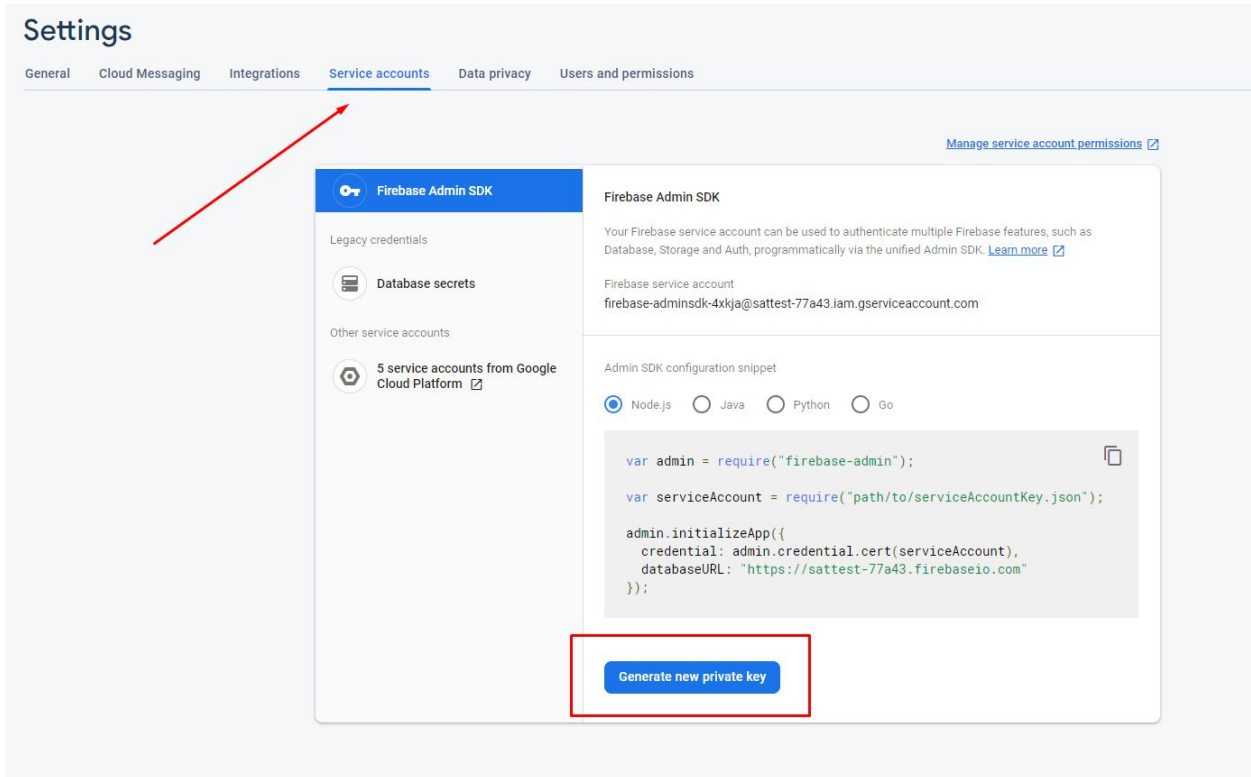 Settings
General Cloud Messaging Integrations Service accounts Data privacy Users and permissions
Manage service account permissions
Firebase Admin SDK
Legacy credentials
Database secrets
Other service accounts
5 service accounts from Google
Cloud Platform
Firebase Admin SDK
Your Firebase service account can be used to authenticate multiple Firebase features, such as
Database, Storage and Auth, programmatically via the unified Admin SDK. Learn more
Firebase service account
firebase-adminsdk-4xkja@sattest-77a43.iam.gserviceaccount.com
Admin SDK configuration snippet
Node.js Java Python Go
var admin = require("firebase-admin");
var serviceAccount = require("path/to/serviceAccountKey.json");
admin.initializeApp({
  credential: admin.credential.cert(serviceAccount),
  databaseURL: "https://sattest-77a43.firebaseio.com"
});
Generate new private key